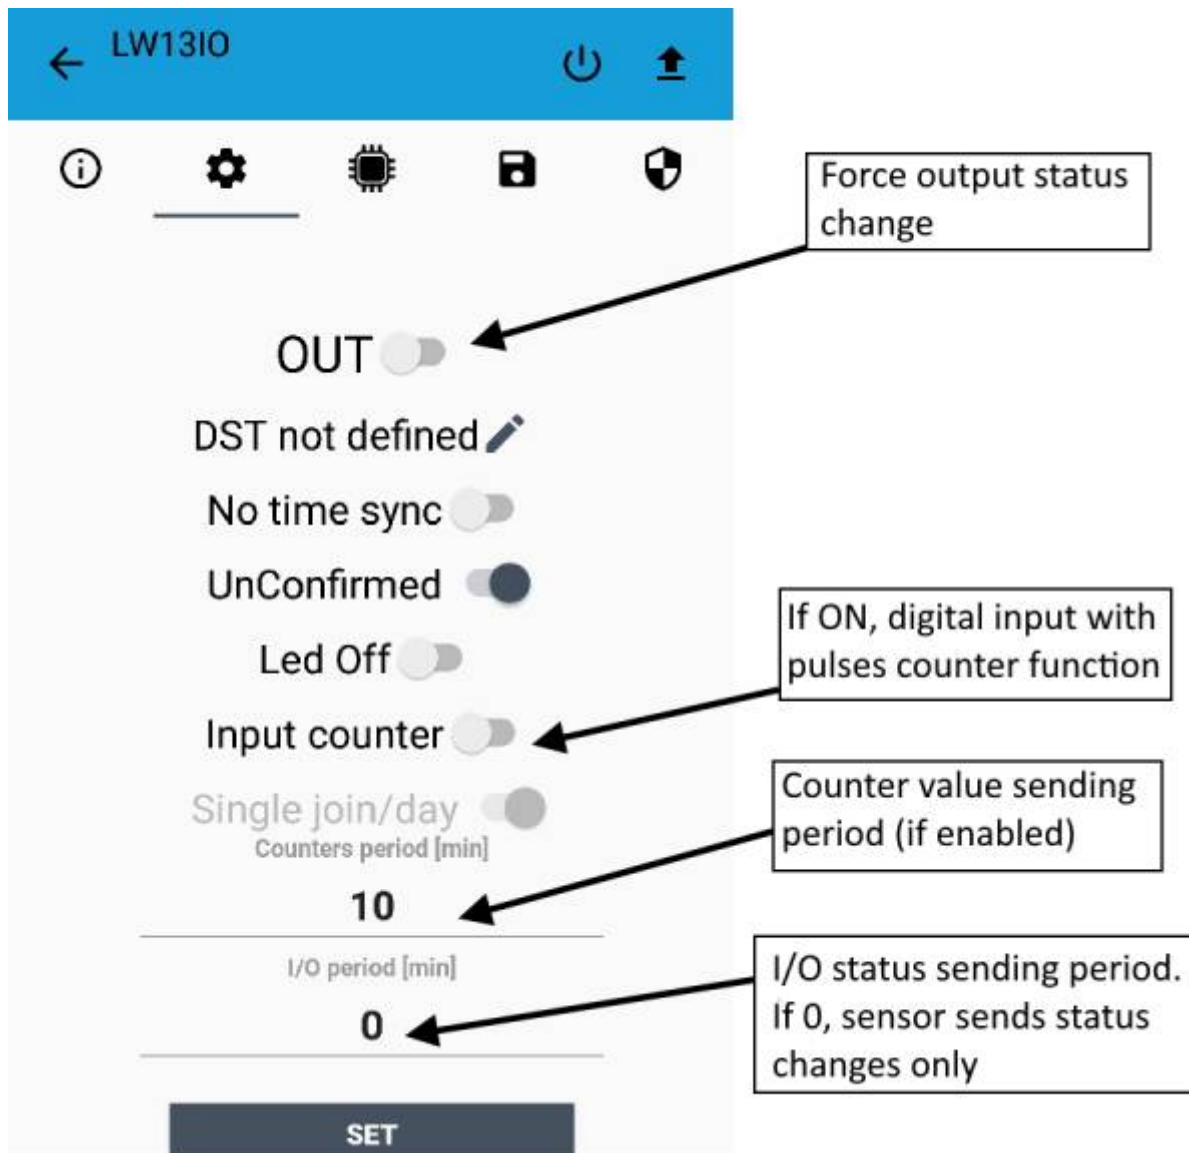 LW13IO
Force output status
change
OUT
DST not defined
No time sync
UnConfirmed
If ON, digital input with
pulses counter function
Led Off
Input counter
Counter value sending
period (if enabled)
Single join/day
Counters period [min]
10
I/O status sending period.
If 0, sensor sends status
changes only
I/O period [min]
0
SET